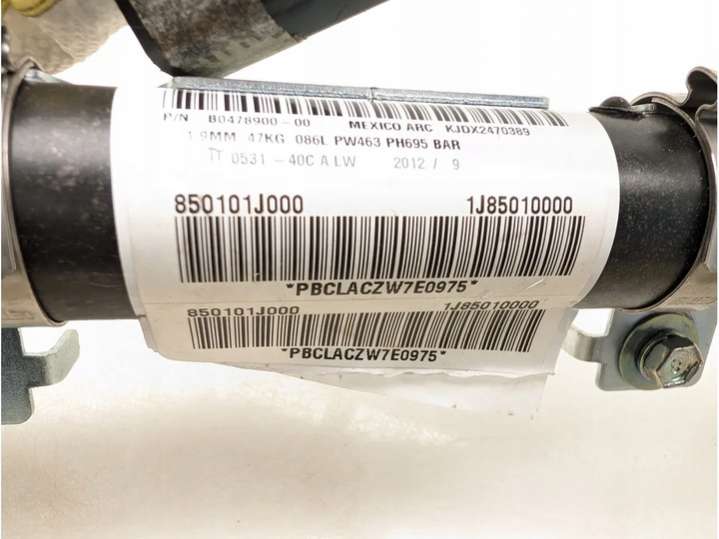 P/N B0478900-00 MEXICO ARC KJDX2470389
1.9MM 47KG 086L PW463 PH695 BAR
TT 0531 -40C A LW 2012 / 9
850101J000 1J85010000
*PBCLACZW7E0975*
850101J000 1J85010000
*PBCLACZW7E0975*